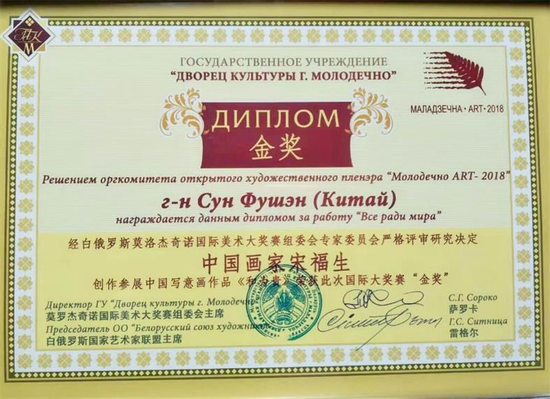 ТК
М
ГОСУДАРСТВЕННОЕ УЧРЕЖДЕНИЕ
"ДВОРЕЦ КУЛЬТУРЫ Г. МОЛОДЕЧНО"
МАЛАДЗЕЧНА · ART · 2018
ДИПЛОМ
金奖
Решением оргкомитета открытого художественного пленэра "Молодечно ART- 2018"
г-н Сун Фушэн (Китай)
награждается данным дипломом за работу "Все ради мира"
经白俄罗斯莫洛杰奇诺国际美术大奖赛组委会专家委员会严格评审研究决定
中国画家宋福生
创作参展中国写意画作品《和为贵》荣获此次国际大奖赛“金奖”
Директор ГУ "Дворец культуры г. Молодечно
С.Г. Сороко
莫罗杰奇诺国际美术大奖赛组委会主席
萨罗卡
Председатель ОО "Белорусский союз художников
Г.С. Ситница
白俄罗斯国家艺术家联盟主席
雷格尔